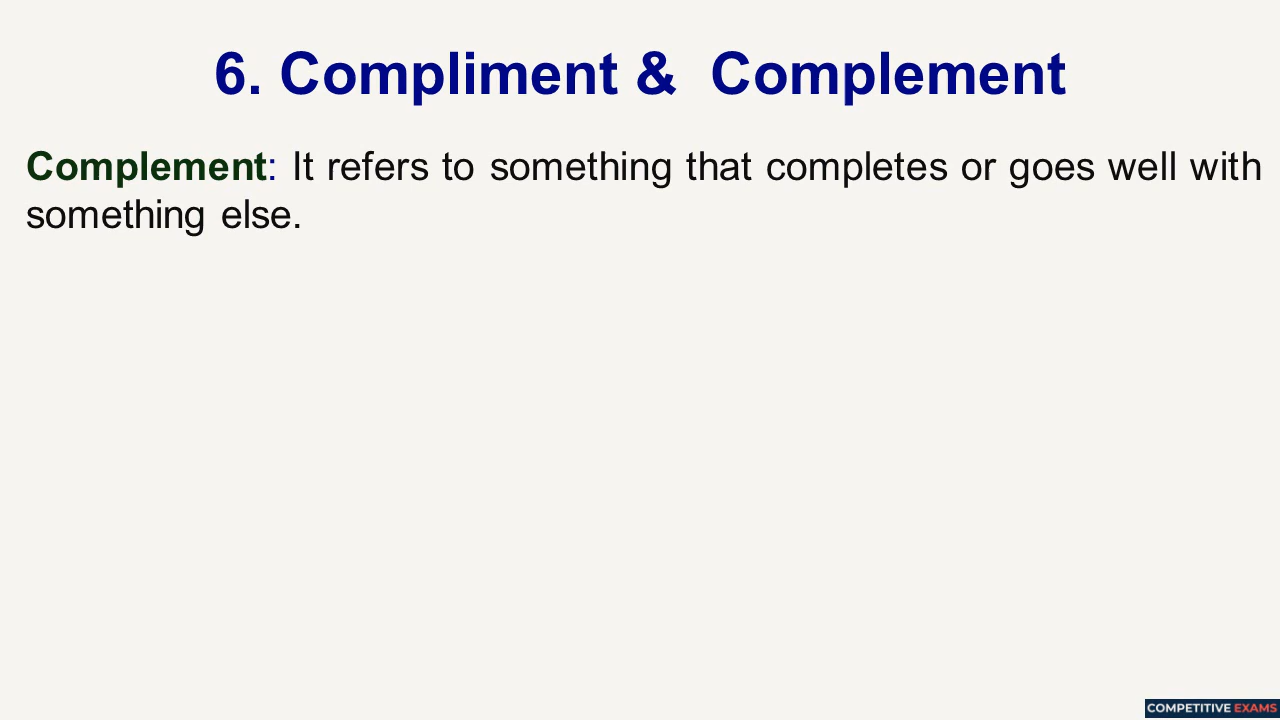 6. Compliment & Complement
Complement: It refers to something that completes or goes well with
something else.
COMPETITIVE EXAMS